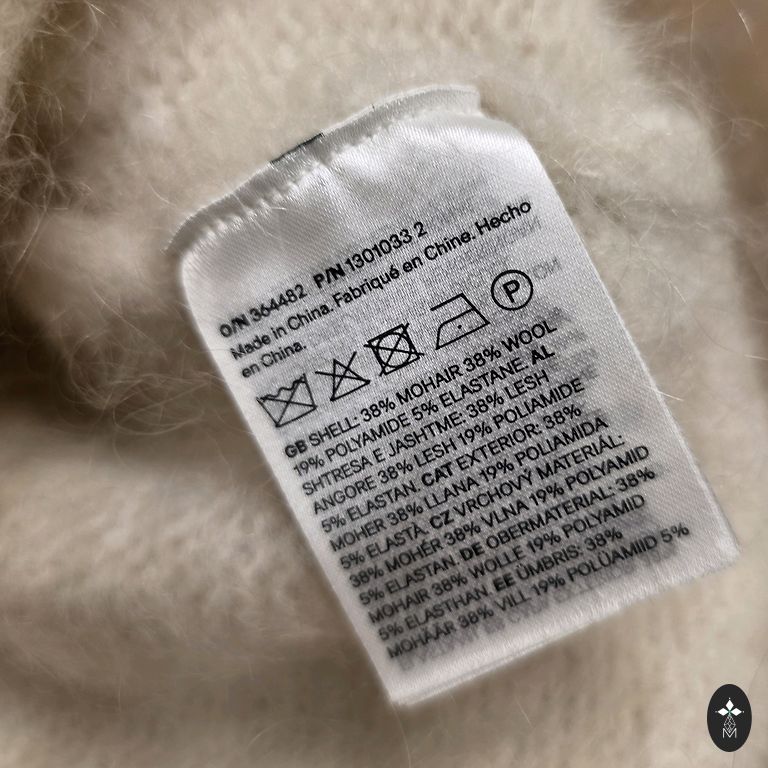 O/N 364482 P/N 1301033 2
Made in China. Fabriqué en Chine. Hecho
en China.
P
GB SHELL: 38% MOHAIR 38% WOOL
19% POLYAMIDE 5% ELASTANE. AL
SHTRESA E JASHTME: 38% LESH
ANGORE 38% LESH 19% POLIAMIDE
5% ELASTAN. CAT EXTERIOR: 38%
MOHER 38% LLANA 19% POLIAMIDA
5% ELASTÀ. CZ VRCHOVÝ MATERIÁL:
38% MOHÉR 38% VLNA 19% POLYAMID
5% ELASTAN. DE OBERMATERIAL: 38%
MOHAIR 38% WOLLE 19% POLYAMID
5% ELASTHAN. EE ÜMBRIS: 38%
MOHÄÄR 38% VILL 19% POLÜAMIID 5%
M